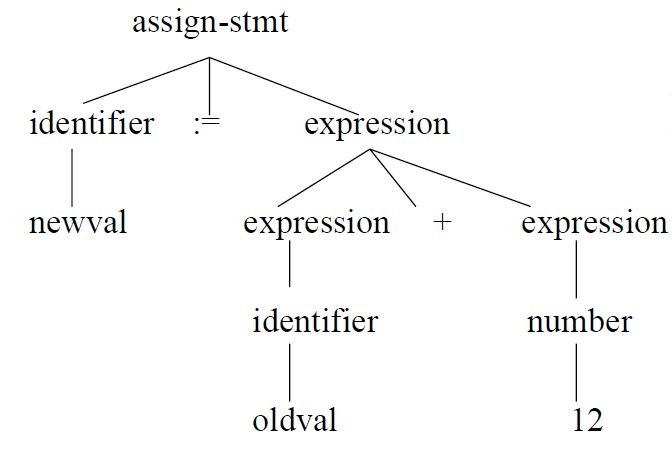 assign-stmt
identifier := expression
newval expression + expression
identifier number
oldval 12